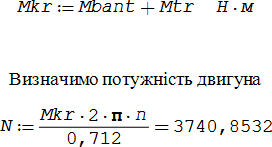 Mkr := Mbant + Mtr   Н·м
Визначимо потужність двигуна
N := Mkr·2·п·n / 0,712 = 3740,8532